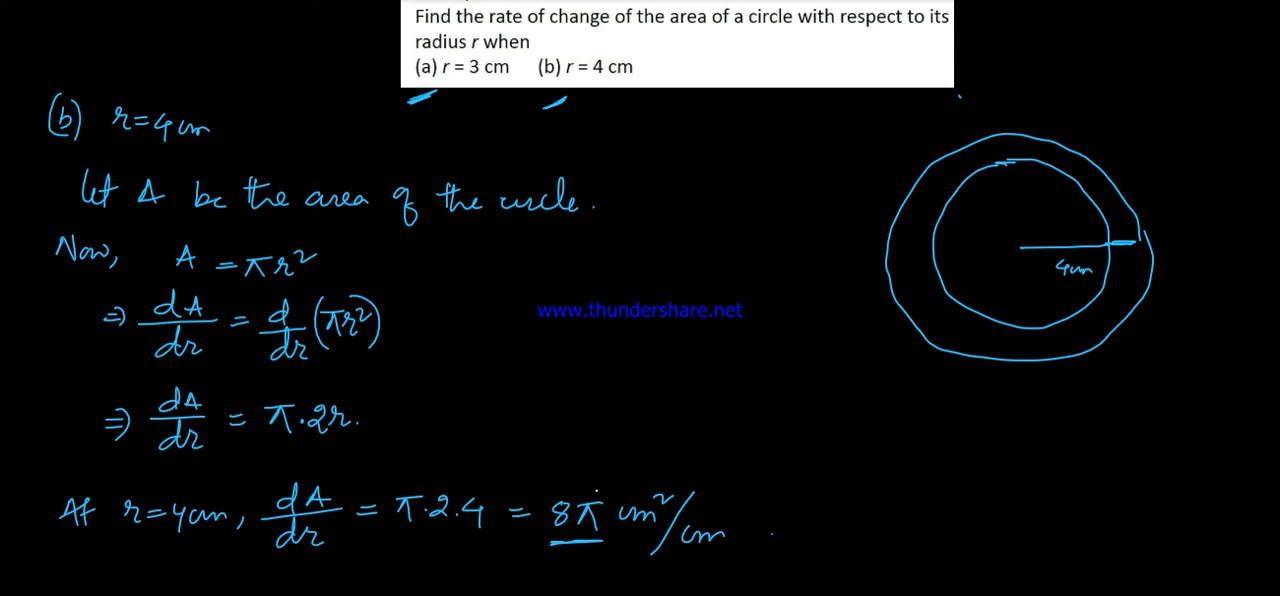 Find the rate of change of the area of a circle with respect to its
radius r when
(a) r = 3 cm (b) r = 4 cm
(b) r=4cm
Let A be the area of the circle.
Now, A = πr²
⇒ dA/dr = d/dr (πr²)
⇒ dA/dr = π·2r.
At r=4cm, dA/dr = π·2·4 = 8π cm²/cm
4cm
www.thundershare.net